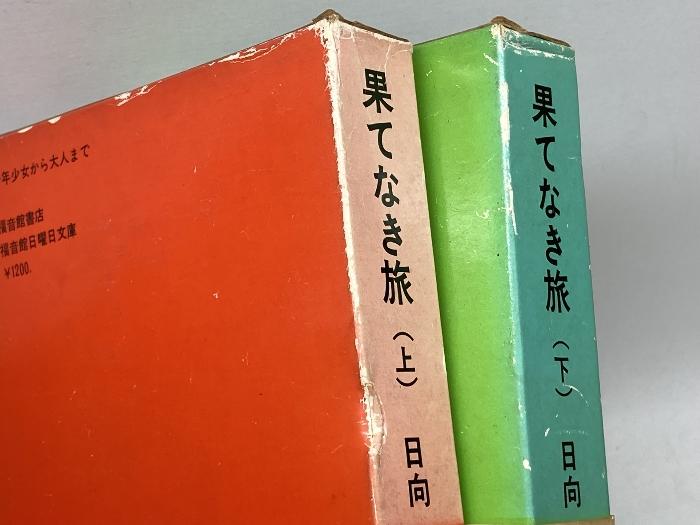 年少女から大人まで
福音館書店
福音館日曜日文庫
¥1200.
果てなき旅(上) 日向
果てなき旅(下) 日向